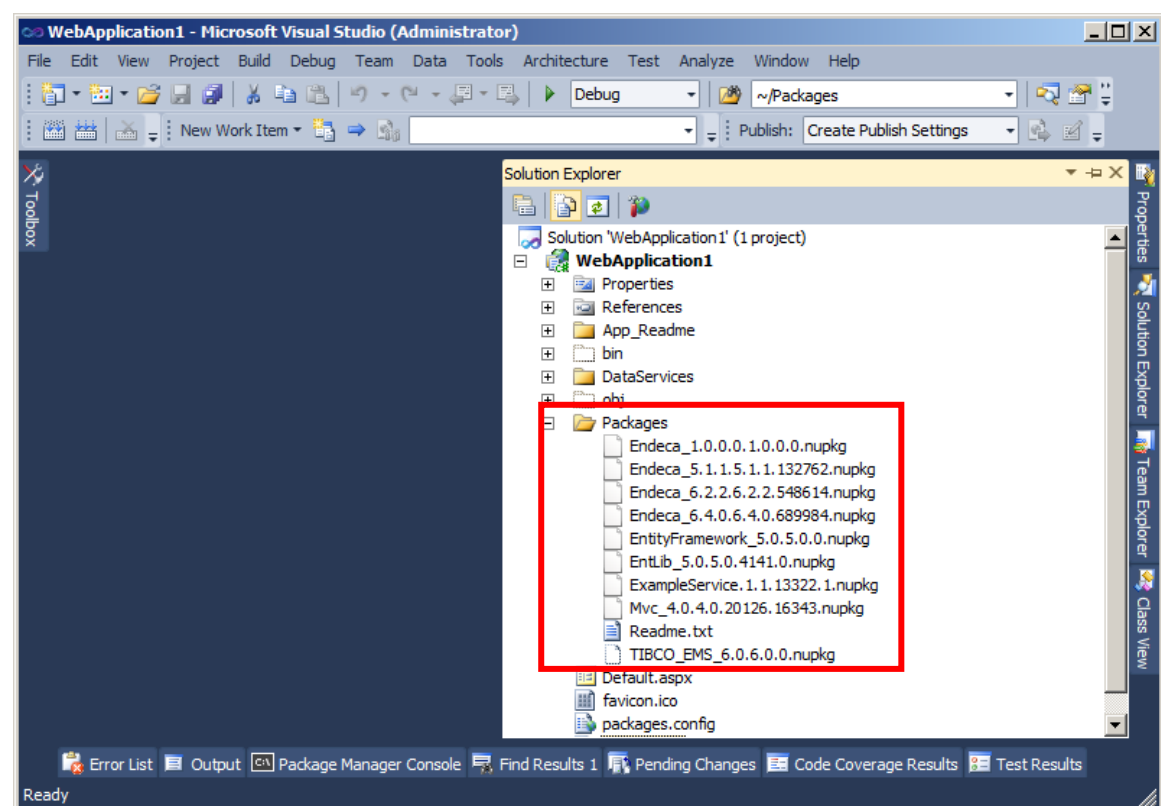 WebApplication1 - Microsoft Visual Studio (Administrator)
File Edit View Project Build Debug Team Data Tools Architecture Test Analyze Window Help
Debug ~/Packages
New Work Item Publish: Create Publish Settings
Toolbox
Solution Explorer
Solution 'WebApplication1' (1 project)
WebApplication1
Properties
References
App_Readme
bin
DataServices
obj
Packages
Endeca_1.0.0.0.1.0.0.0.nupkg
Endeca_5.1.1.5.1.1.132762.nupkg
Endeca_6.2.2.6.2.2.548614.nupkg
Endeca_6.4.0.6.4.0.689984.nupkg
EntityFramework_5.0.5.0.0.nupkg
EntLib_5.0.5.0.4141.0.nupkg
ExampleService.1.1.13322.1.nupkg
Mvc_4.0.4.0.20126.16343.nupkg
Readme.txt
TIBCO_EMS_6.0.6.0.0.nupkg
Default.aspx
favicon.ico
packages.config
Properties
Solution Explorer
Team Explorer
Class View
Error List Output Package Manager Console Find Results 1 Pending Changes Code Coverage Results Test Results
Ready